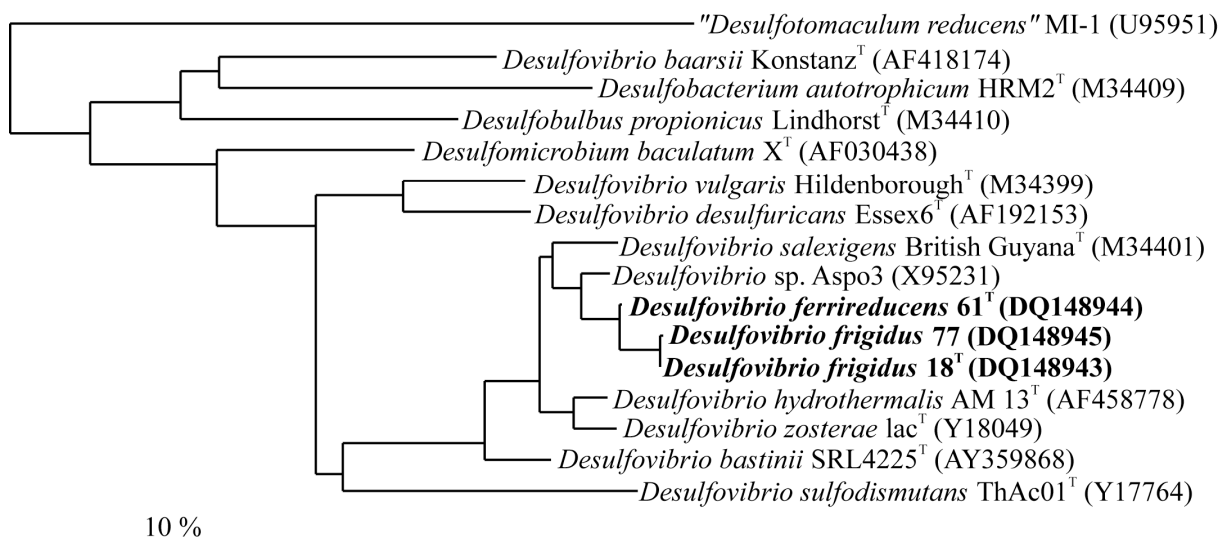 "Desulfotomaculum reducens" MI-1 (U95951)
Desulfovibrio baarsii Konstanzᵀ (AF418174)
Desulfobacterium autotrophicum HRM2ᵀ (M34409)
Desulfobulbus propionicus Lindhorstᵀ (M34410)
Desulfomicrobium baculatum Xᵀ (AF030438)
Desulfovibrio vulgaris Hildenboroughᵀ (M34399)
Desulfovibrio desulfuricans Essex6ᵀ (AF192153)
Desulfovibrio salexigens British Guyanaᵀ (M34401)
Desulfovibrio sp. Aspo3 (X95231)
Desulfovibrio ferrireducens 61ᵀ (DQ148944)
Desulfovibrio frigidus 77 (DQ148945)
Desulfovibrio frigidus 18ᵀ (DQ148943)
Desulfovibrio hydrothermalis AM 13ᵀ (AF458778)
Desulfovibrio zosterae lacᵀ (Y18049)
Desulfovibrio bastinii SRL4225ᵀ (AY359868)
Desulfovibrio sulfodismutans ThAc01ᵀ (Y17764)
10 %